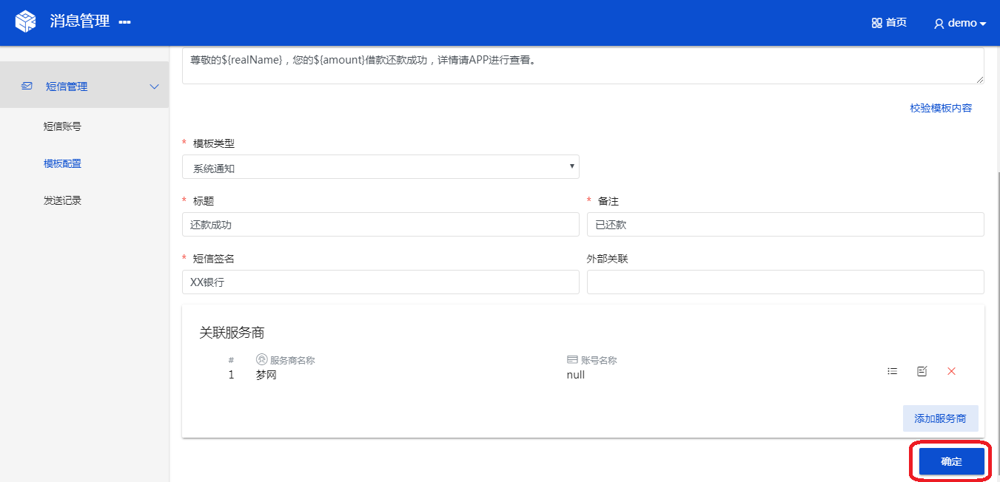 消息管理
首页
demo
短信管理
短信账号
模板配置
发送记录
尊敬的${realName}，您的${amount}借款还款成功，详情请APP进行查看。
校验模板内容
* 模板类型
系统通知
* 标题
* 备注
还款成功
已还款
* 短信签名
外部关联
XX银行
关联服务商
# 服务商名称 账号名称
1 梦网 null
添加服务商
确定